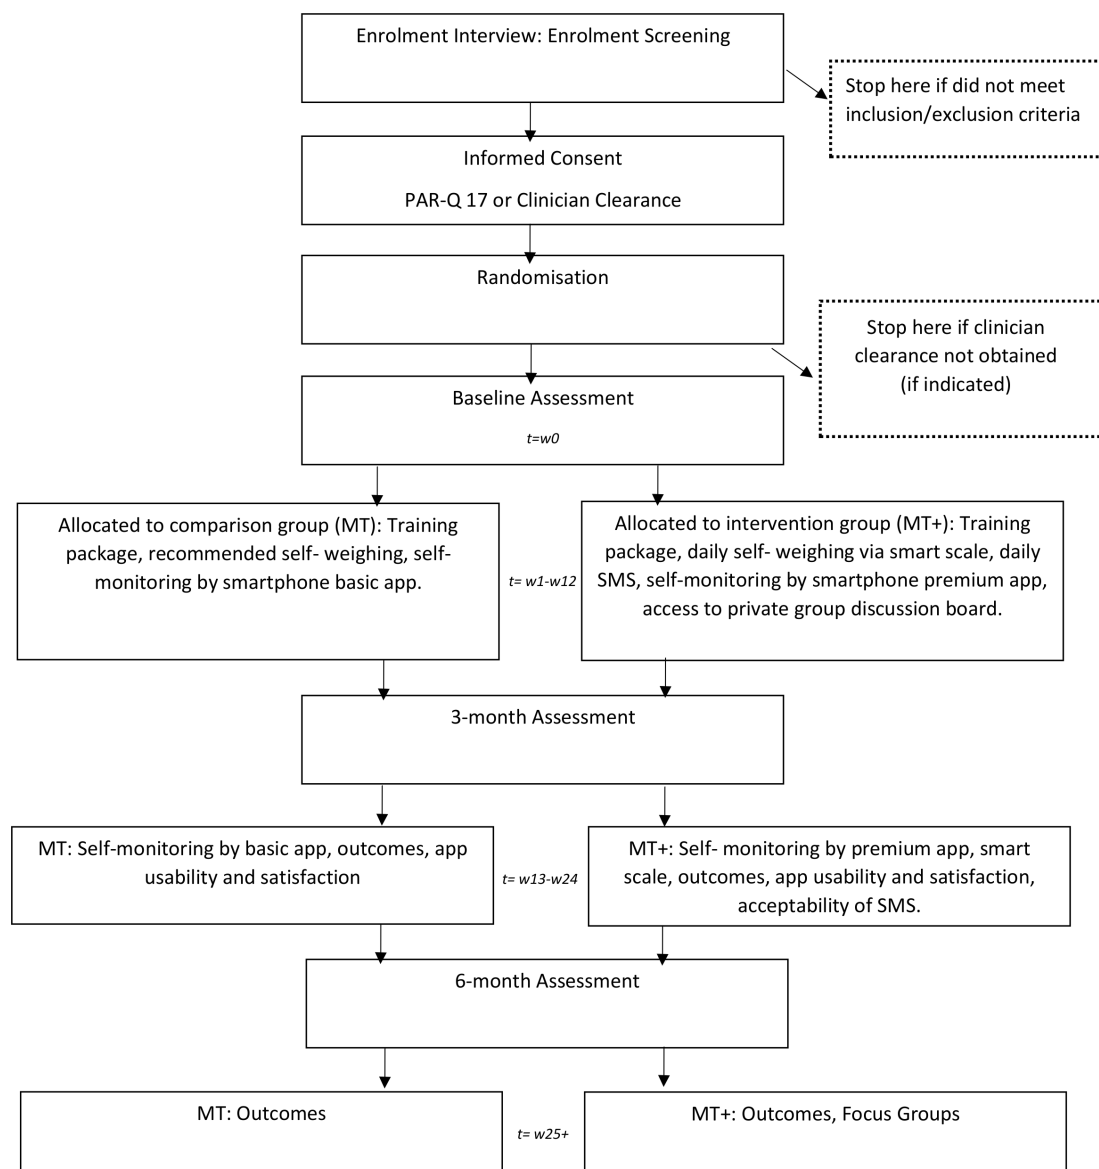 Enrolment Interview: Enrolment Screening
Stop here if did not meet
inclusion/exclusion criteria
Informed Consent
PAR-Q 17 or Clinician Clearance
Randomisation
Stop here if clinician
clearance not obtained
(if indicated)
Baseline Assessment
t=w0
Allocated to comparison group (MT): Training
package, recommended self- weighing, self-
monitoring by smartphone basic app.
t= w1-w12
Allocated to intervention group (MT+): Training
package, daily self- weighing via smart scale, daily
SMS, self-monitoring by smartphone premium app,
access to private group discussion board.
3-month Assessment
MT: Self-monitoring by basic app, outcomes, app
usability and satisfaction
t= w13-w24
MT+: Self- monitoring by premium app, smart
scale, outcomes, app usability and satisfaction,
acceptability of SMS.
6-month Assessment
MT: Outcomes
t= w25+
MT+: Outcomes, Focus Groups